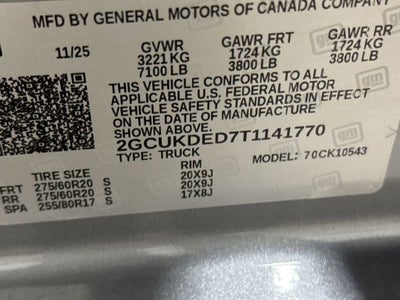 MFD BY GENERAL MOTORS OF CANADA COMPANY
11/25 GVWR GAWR FRT GAWR RR
3221 KG 1724 KG 1724 KG
7100 LB 3800 LB 3800 LB
THIS VEHICLE CONFORMS TO ALL
APPLICABLE U.S. FEDERAL MOTOR
VEHICLE SAFETY STANDARDS IN EFFECT
ON THE DATE OF MANUFACTURE
2GCUKDED7T1141770
TYPE: TRUCK MODEL: 70CK10543
TIRE SIZE RIM
FRT 275/60R20 S 20X9J
RR 275/60R20 S 20X9J
SPA 255/80R17 S 17X8J
gm